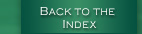 Back to the
Index